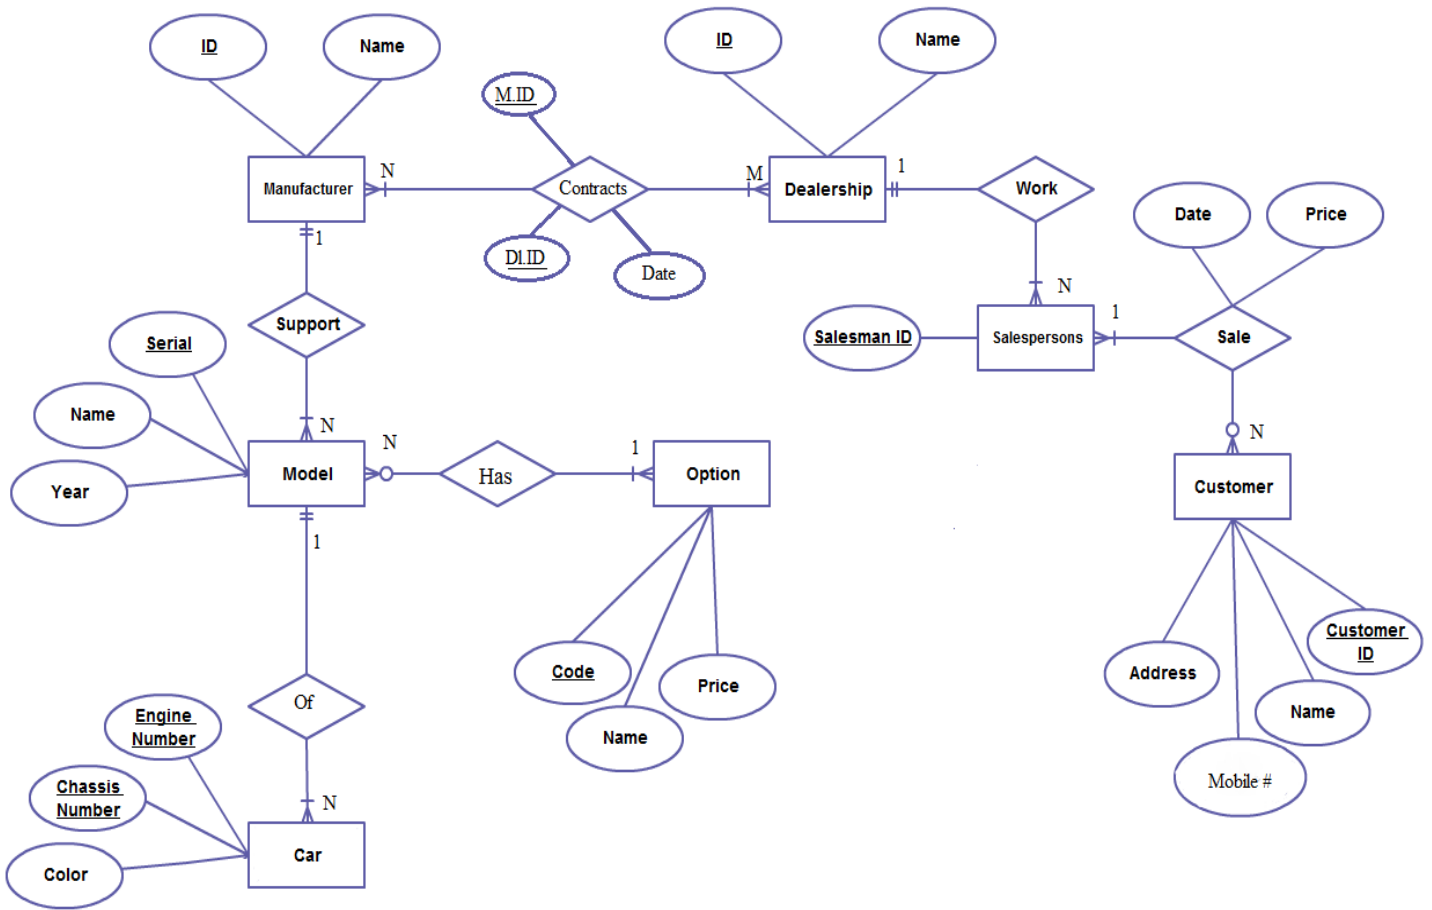 ID
Name
ID
Name
M.ID
Manufacturer
N
Contracts
M
Dealership
1
Work
Date
Price
1
Dl.ID
Date
N
Support
Salesman ID
Salespersons
1
Sale
Serial
Name
N
N
1
N
Year
Model
Has
Option
Customer
1
Code
Price
Name
Address
Customer
ID
Name
Mobile #
Of
Engine
Number
Chassis
Number
N
Color
Car